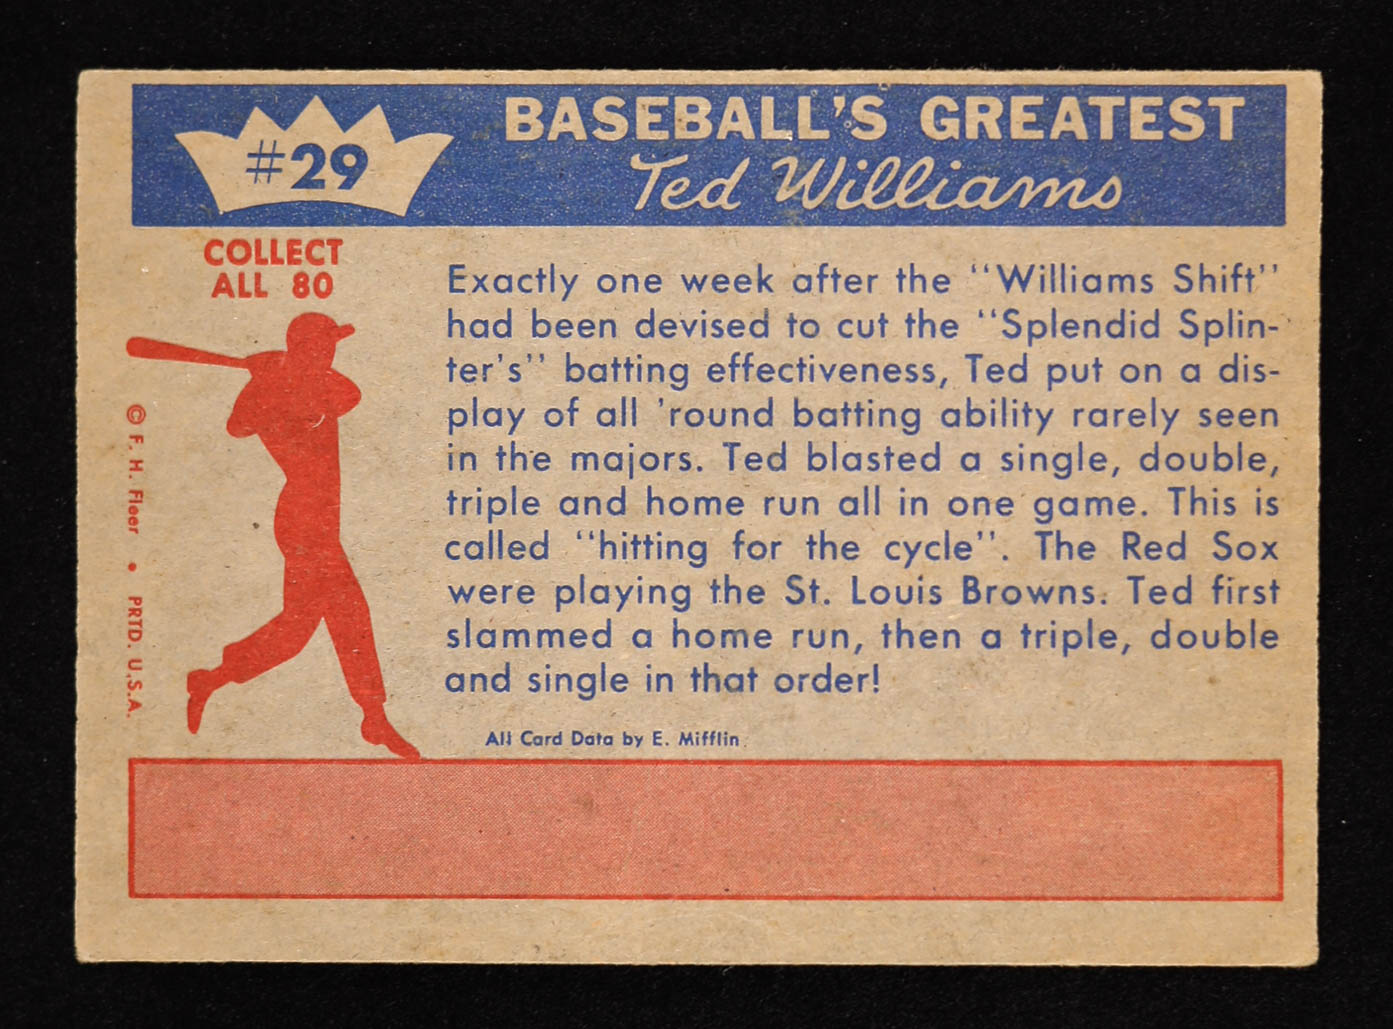 #29
BASEBALL'S GREATEST
Ted Williams
COLLECT
ALL 80
Exactly one week after the "Williams Shift"
had been devised to cut the "Splendid Splin-
ter's" batting effectiveness, Ted put on a dis-
play of all 'round batting ability rarely seen
in the majors. Ted blasted a single, double,
triple and home run all in one game. This is
called "hitting for the cycle". The Red Sox
were playing the St. Louis Browns. Ted first
slammed a home run, then a triple, double
and single in that order!
All Card Data by E. Mifflin
© F. H. Fleer • PRTD. U.S.A.